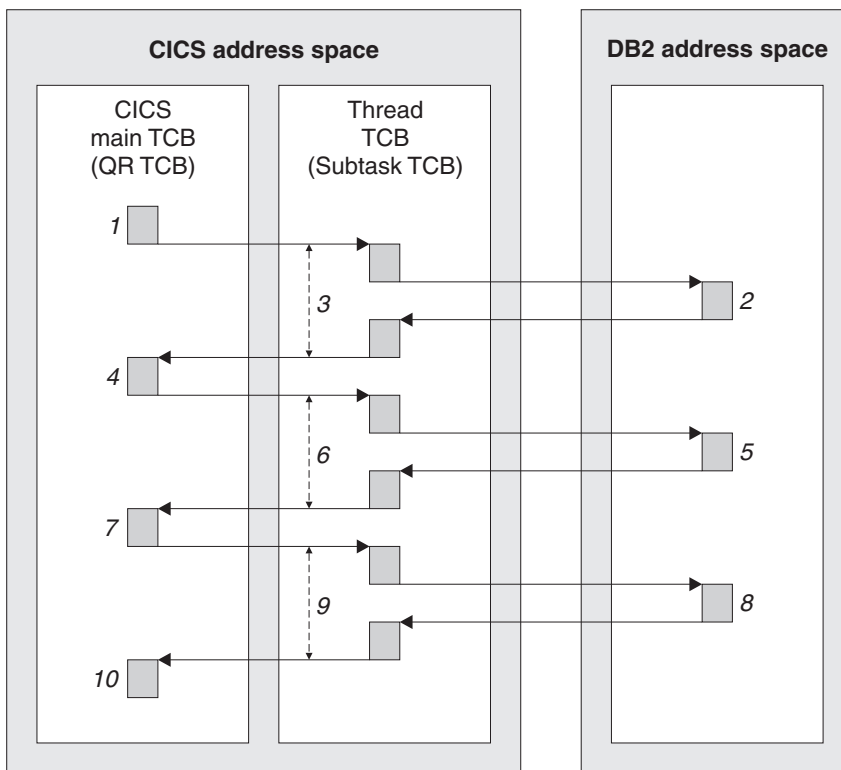 CICS address space
DB2 address space
CICS
main TCB
(QR TCB)
Thread
TCB
(Subtask TCB)
1
3
2
4
6
5
7
9
8
10